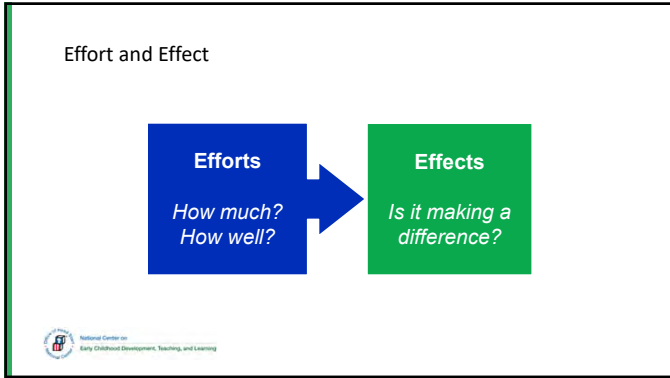 Effort and Effect
Efforts
How much?
How well?
Effects
Is it making a
difference?
National Center on
Early Childhood Development, Teaching, and Learning